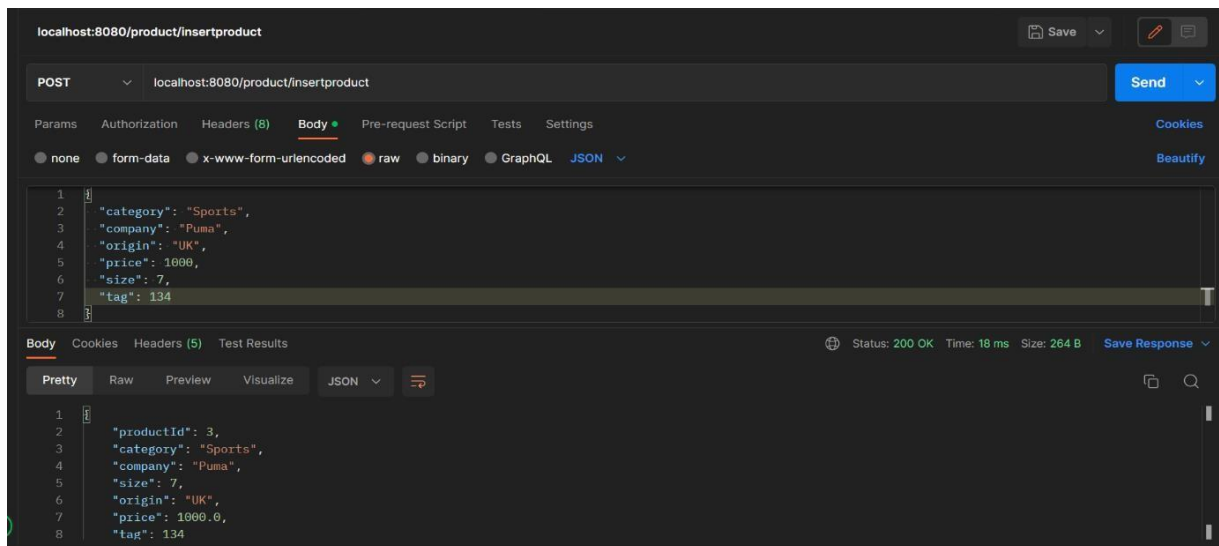 localhost:8080/product/insertproduct Save
POST localhost:8080/product/insertproduct Send
Params Authorization Headers (8) Body Pre-request Script Tests Settings Cookies
none form-data x-www-form-urlencoded raw binary GraphQL JSON Beautify
1 {
2 "category": "Sports",
3 "company": "Puma",
4 "origin": "UK",
5 "price": 1000,
6 "size": 7,
7 "tag": 134
8 }
Body Cookies Headers (5) Test Results Status: 200 OK Time: 18 ms Size: 264 B Save Response
Pretty Raw Preview Visualize JSON
1 {
2 "productId": 3,
3 "category": "Sports",
4 "company": "Puma",
5 "size": 7,
6 "origin": "UK",
7 "price": 1000.0,
8 "tag": 134